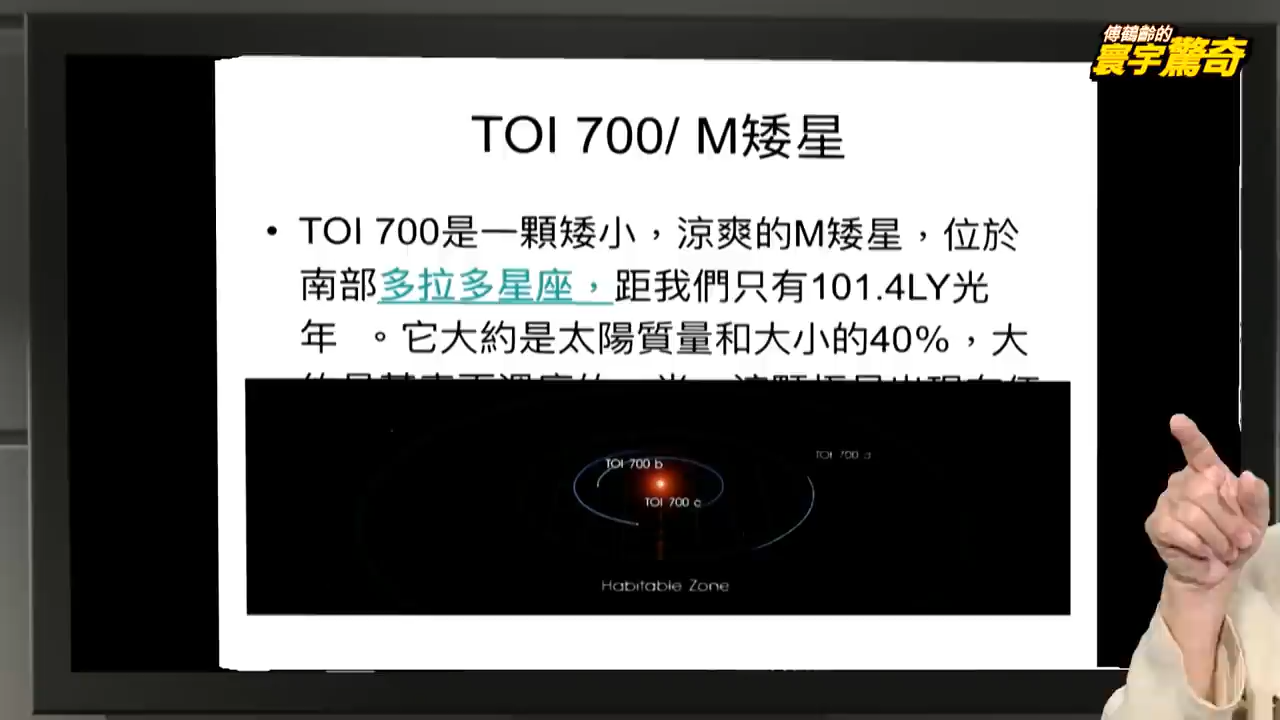 傅鶴齡的
寰宇驚奇
TOI 700/ M矮星
• TOI 700是一顆矮小，涼爽的M矮星，位於
南部多拉多星座，距我們只有101.4LY光
年 。它大約是太陽質量和大小的40%，大
TOI 700 b
TOI 700 d
TOI 700 c
Habitable Zone